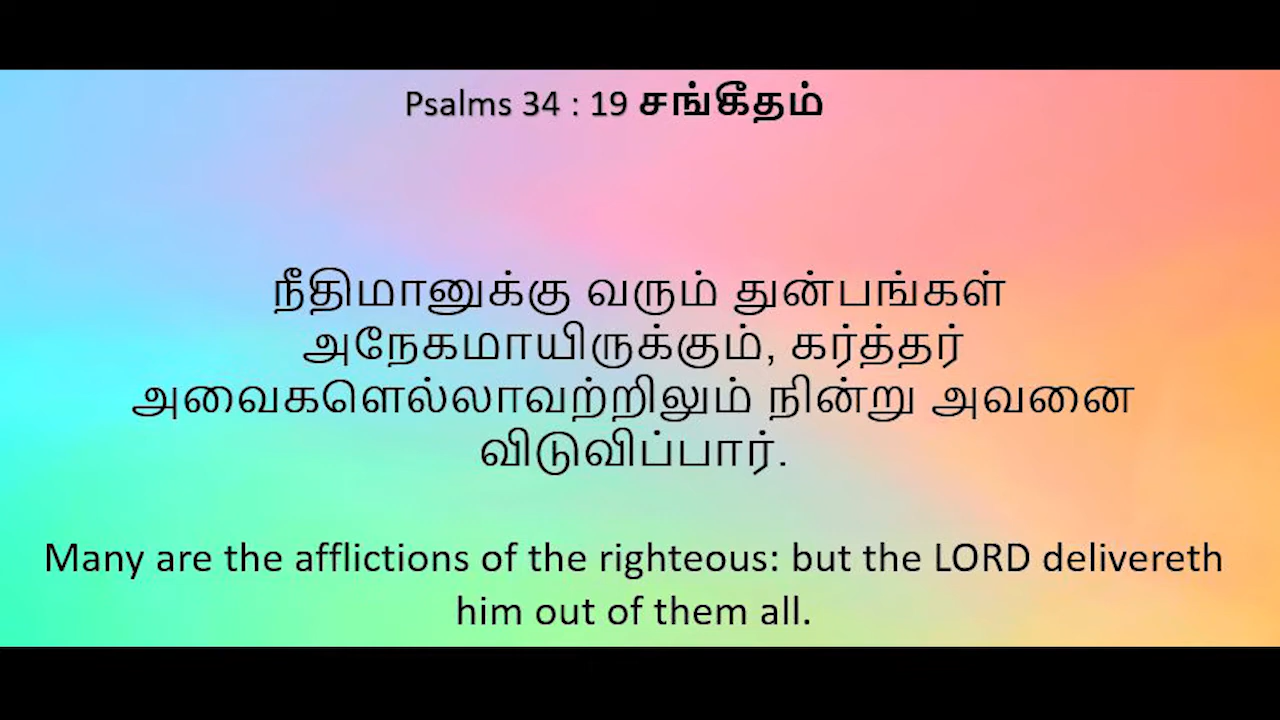 Psalms 34 : 19 சங்கீதம்
நீதிமானுக்கு வரும் துன்பங்கள்
அநேகமாயிருக்கும், கர்த்தர்
அவைகளெல்லாவற்றிலும் நின்று அவனை
விடுவிப்பார்.
Many are the afflictions of the righteous: but the LORD delivereth
him out of them all.